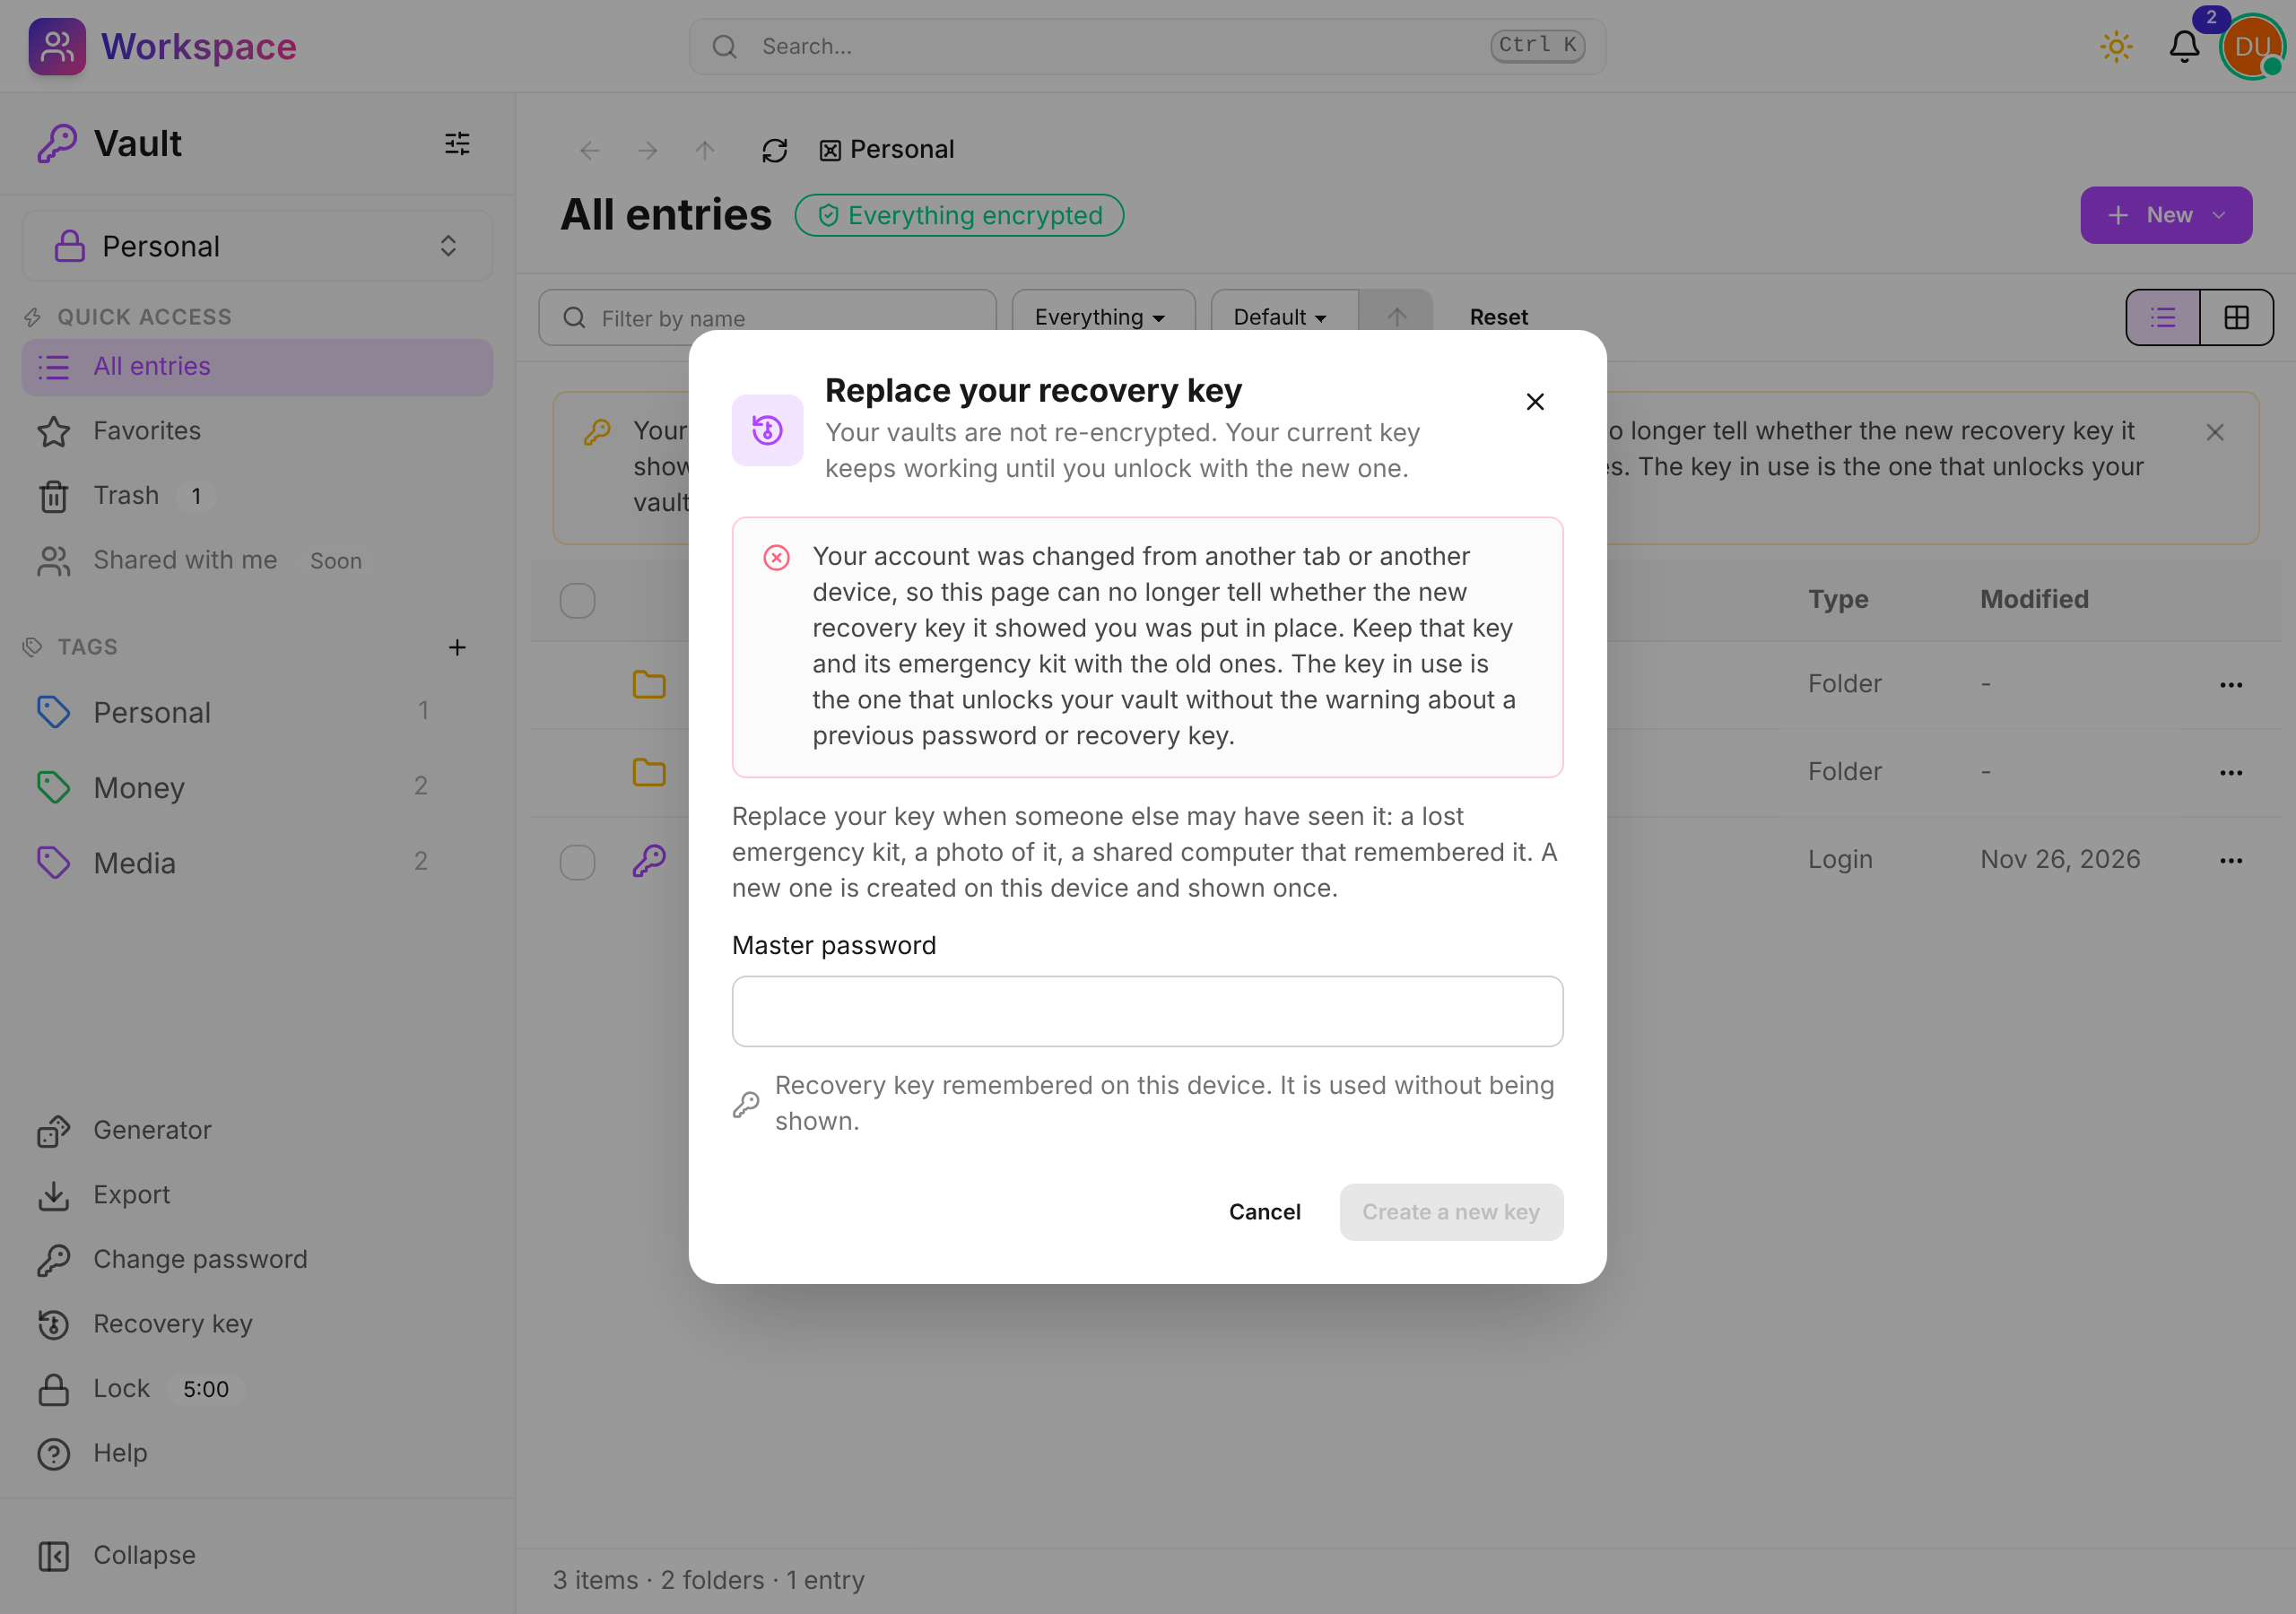 Workspace
Search...
Ctrl K
2
DU
Vault
Personal
QUICK ACCESS
All entries
Favorites
Trash 1
Shared with me Soon
TAGS
Personal 1
Money 2
Media 2
Generator
Export
Change password
Recovery key
Lock 5:00
Help
Collapse
Personal
All entries
Everything encrypted
New
Filter by name
Everything
Default
Reset
Your
show
vault
o longer tell whether the new recovery key it
s. The key in use is the one that unlocks your
Type Modified
Folder -
Folder -
Login Nov 26, 2026
3 items · 2 folders · 1 entry
Replace your recovery key
Your vaults are not re-encrypted. Your current key
keeps working until you unlock with the new one.
Your account was changed from another tab or another
device, so this page can no longer tell whether the new
recovery key it showed you was put in place. Keep that key
and its emergency kit with the old ones. The key in use is
the one that unlocks your vault without the warning about a
previous password or recovery key.
Replace your key when someone else may have seen it: a lost
emergency kit, a photo of it, a shared computer that remembered it. A
new one is created on this device and shown once.
Master password
Recovery key remembered on this device. It is used without being
shown.
Cancel
Create a new key